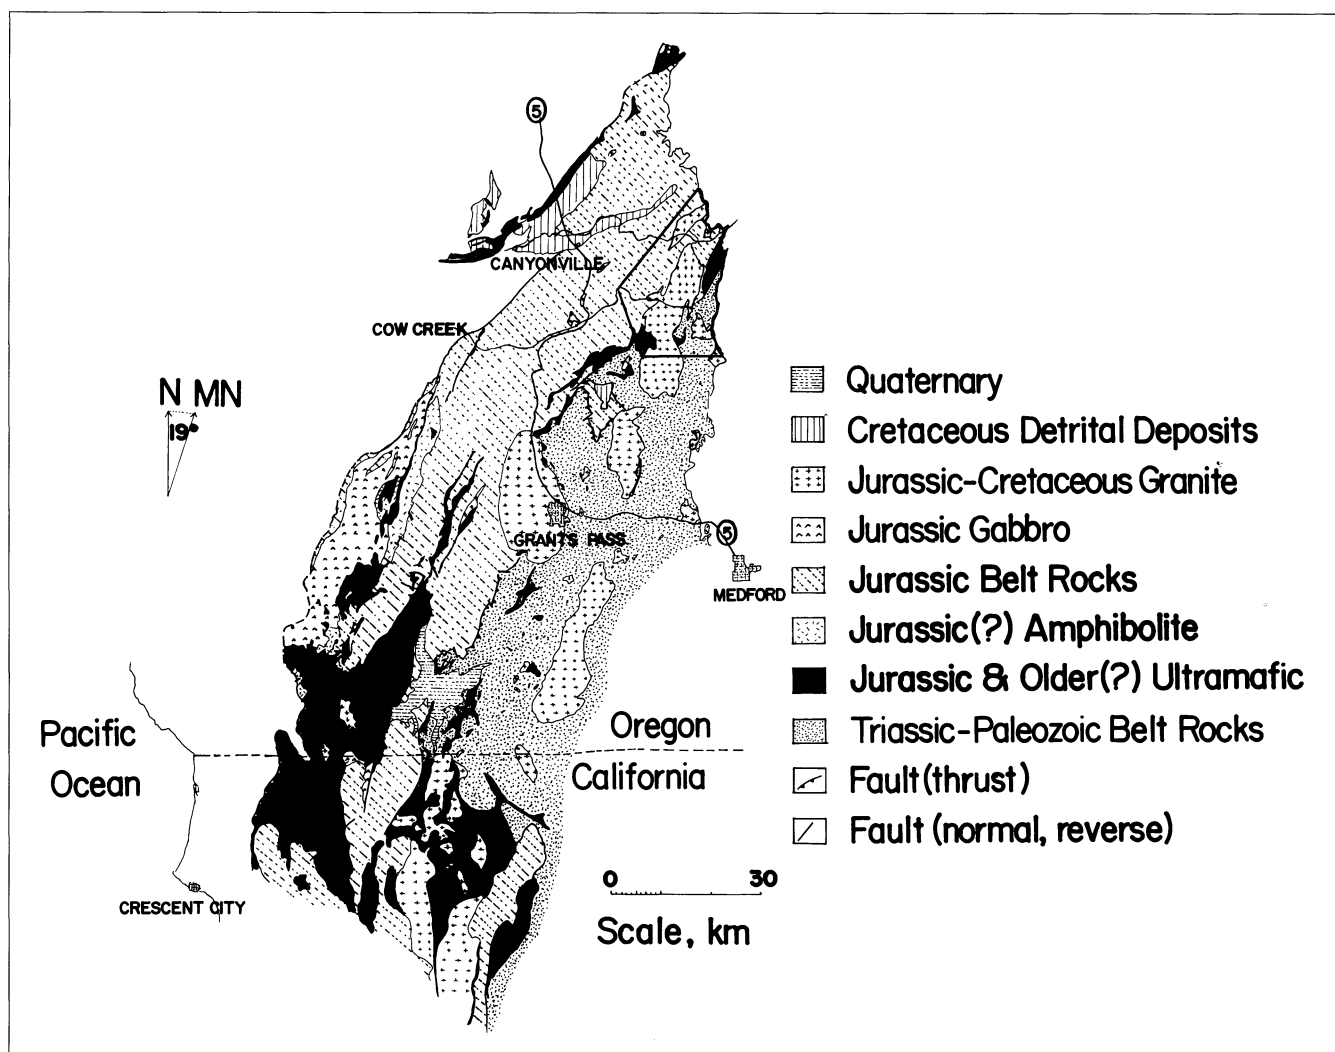 5
CANYONVILLE
COW CREEK
N MN
19°
GRANTS PASS
5
MEDFORD
Pacific
Ocean
Oregon
California
CRESCENT CITY
0 30
Scale, km
Quaternary
Cretaceous Detrital Deposits
Jurassic-Cretaceous Granite
Jurassic Gabbro
Jurassic Belt Rocks
Jurassic(?) Amphibolite
Jurassic & Older(?) Ultramafic
Triassic-Paleozoic Belt Rocks
Fault (thrust)
Fault (normal, reverse)